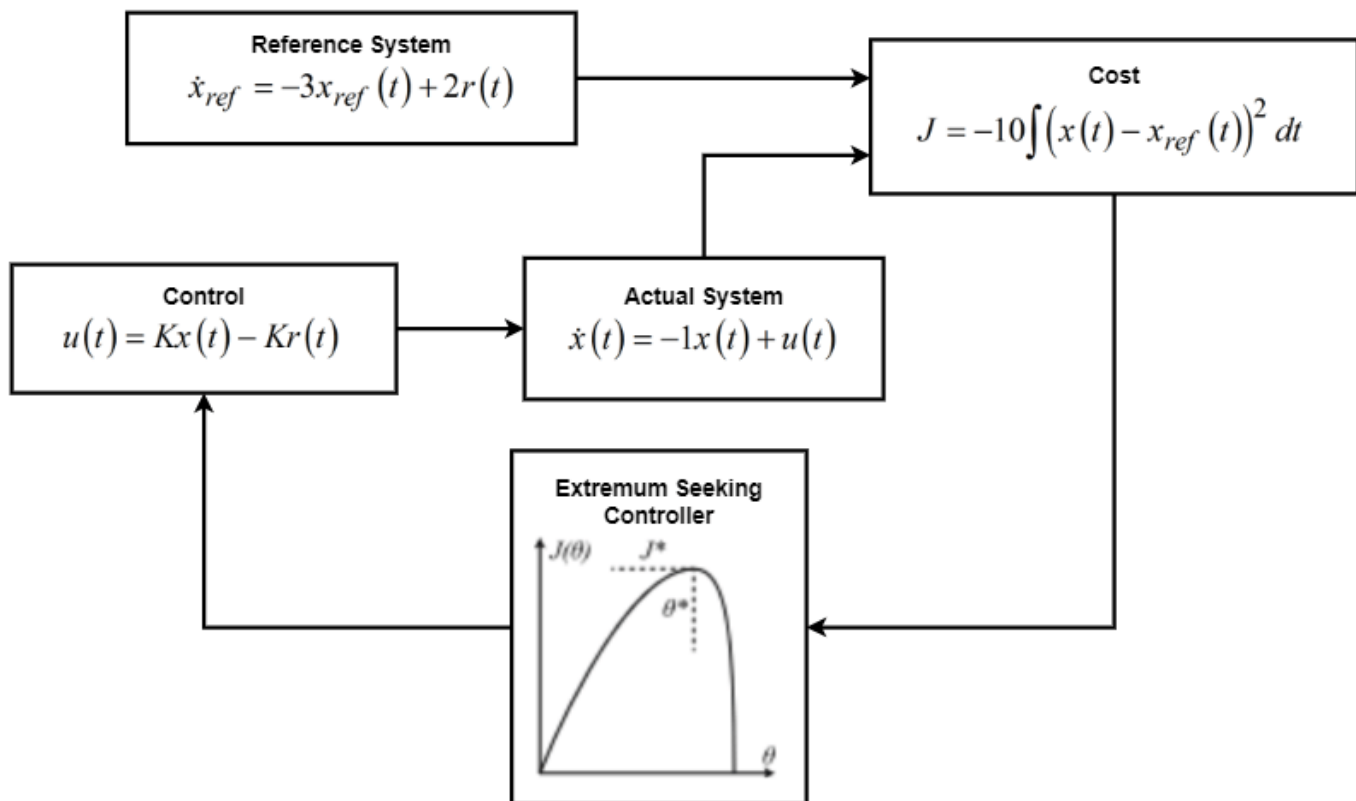 Reference System
ẋ_ref = −3x_ref (t) + 2r(t)
Cost
J = −10∫(x(t) − x_ref (t))² dt
Control
u(t) = Kx(t) − Kr(t)
Actual System
ẋ(t) = −1x(t) + u(t)
Extremum Seeking
Controller
J(θ)
J*
θ*
θ